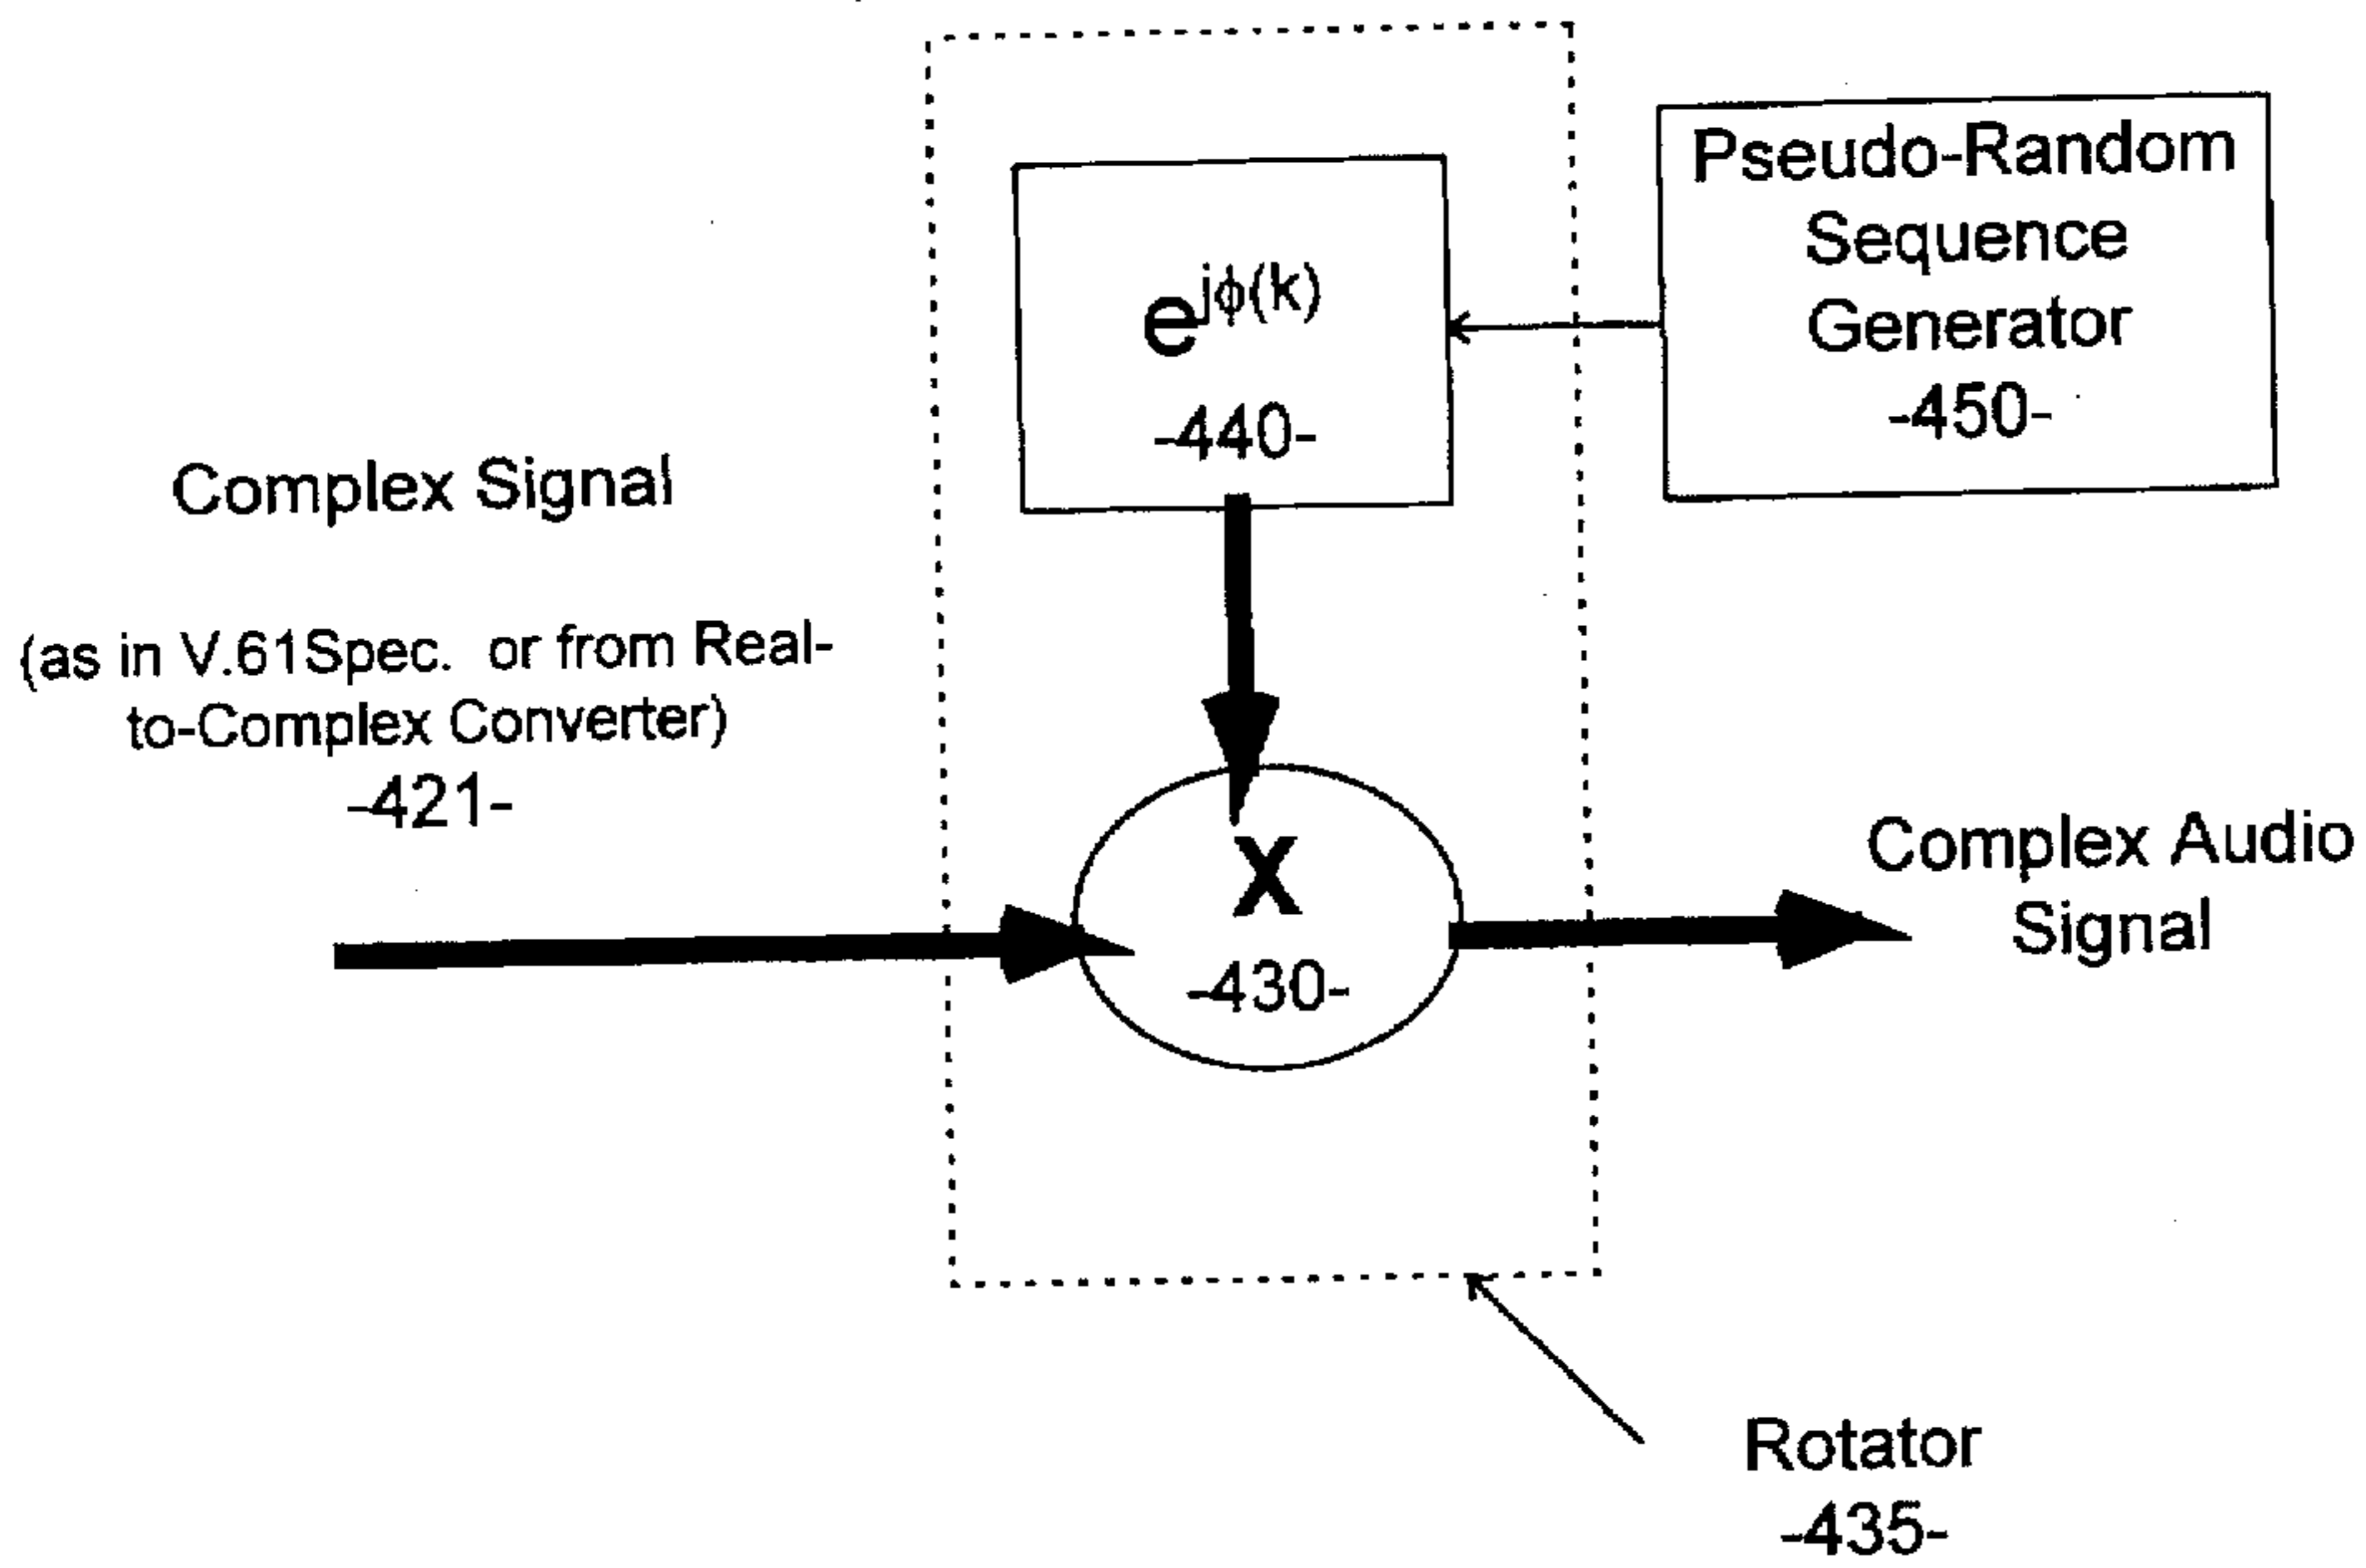 Pseudo-Random
Sequence
Generator
-450-
e^jϕ(k)
-440-
Complex Signal
(as in V.61Spec. or from Real-
to-Complex Converter)
-421-
X
-430-
Complex Audio
Signal
Rotator
-435-